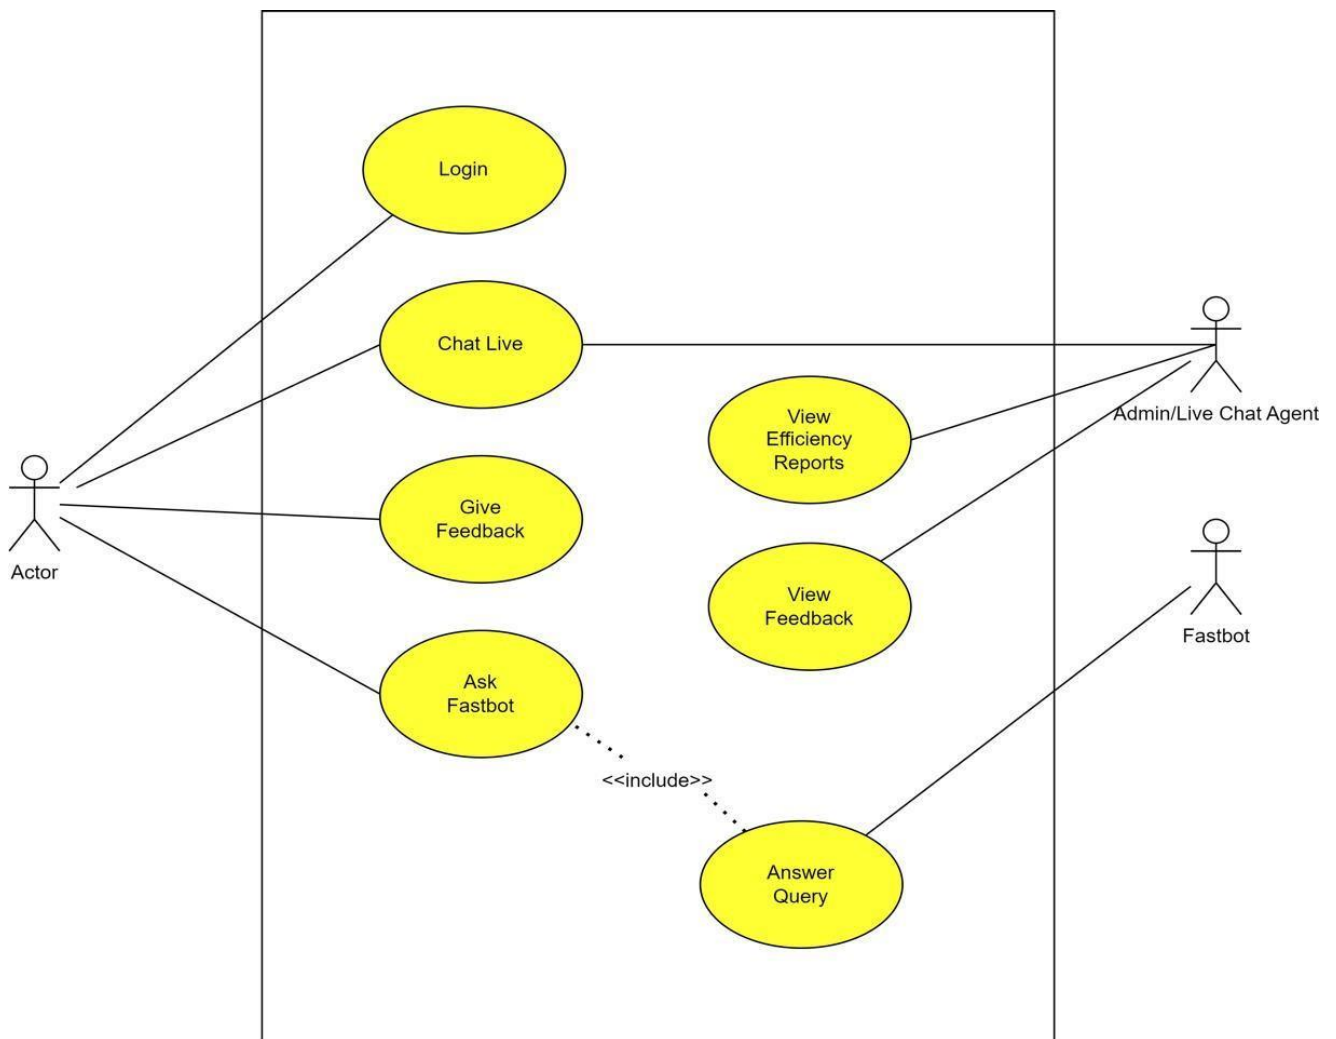 Login
Chat Live
Admin/Live Chat Agent
View
Efficiency
Reports
Give
Feedback
Actor
View
Feedback
Fastbot
Ask
Fastbot
<<include>>
Answer
Query